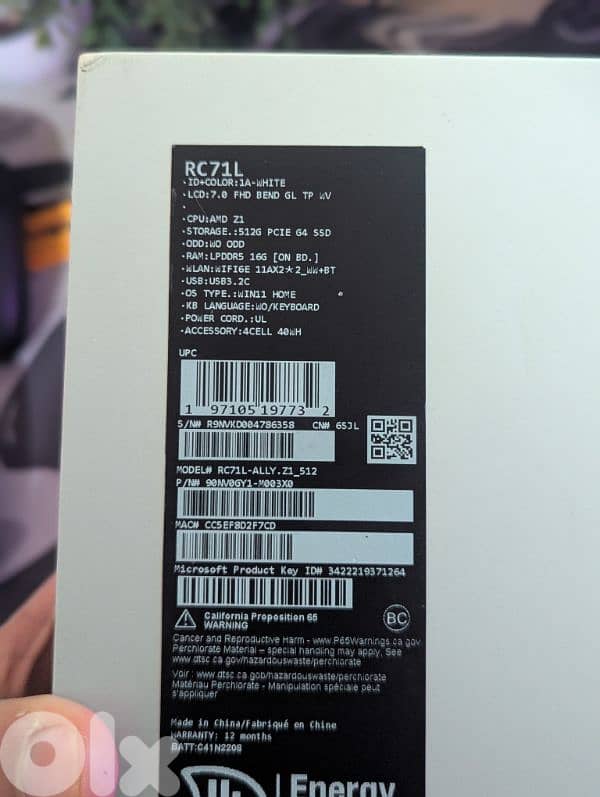 RC71L
·ID+COLOR:1A-WHITE
·LCD:7.0 FHD BEND GL TP WV
·
·CPU:AMD Z1
·STORAGE.:512G PCIE G4 SSD
·ODD:WO ODD
·RAM:LPDDR5 16G [ON BD.]
·WLAN:WIFI6E 11AX2*2_WW+BT
·USB:USB3.2C
·OS TYPE.:WIN11 HOME
·KB LANGUAGE:WO/KEYBOARD
·POWER CORD.:UL
·ACCESSORY:4CELL 40WH
UPC
1 97105 19773 2
S/N# R9NVKD004786358 CN# 65JL
MODEL# RC71L-ALLY.Z1_512
P/N# 90NV0GY1-M003X0
MAC# CC5EF8D2F7CD
Microsoft Product Key ID# 3422219371264
California Proposition 65
WARNING
BC
Cancer and Reproductive Harm - www.P65Warnings.ca.gov
Perchlorate Material – special handling may apply, See
www.dtsc.ca.gov/hazardouswaste/perchlorate
Voir : www.dtsc.ca.gov/hazardouswaste/perchlorate
Matériau Perchlorate - Manipulation spéciale peut
s'appliquer
Made in China/Fabriqué en Chine
WARRANTY: 12 months
BATT:C41N2208
Energy
olx